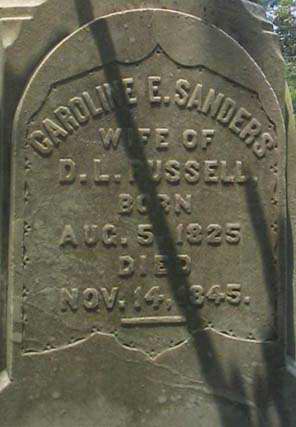 CAROLINE E. SANDERS
WIFE OF
D. L. RUSSELL.
BORN
AUG. 5, 1825
DIED
NOV. 14, 1845.